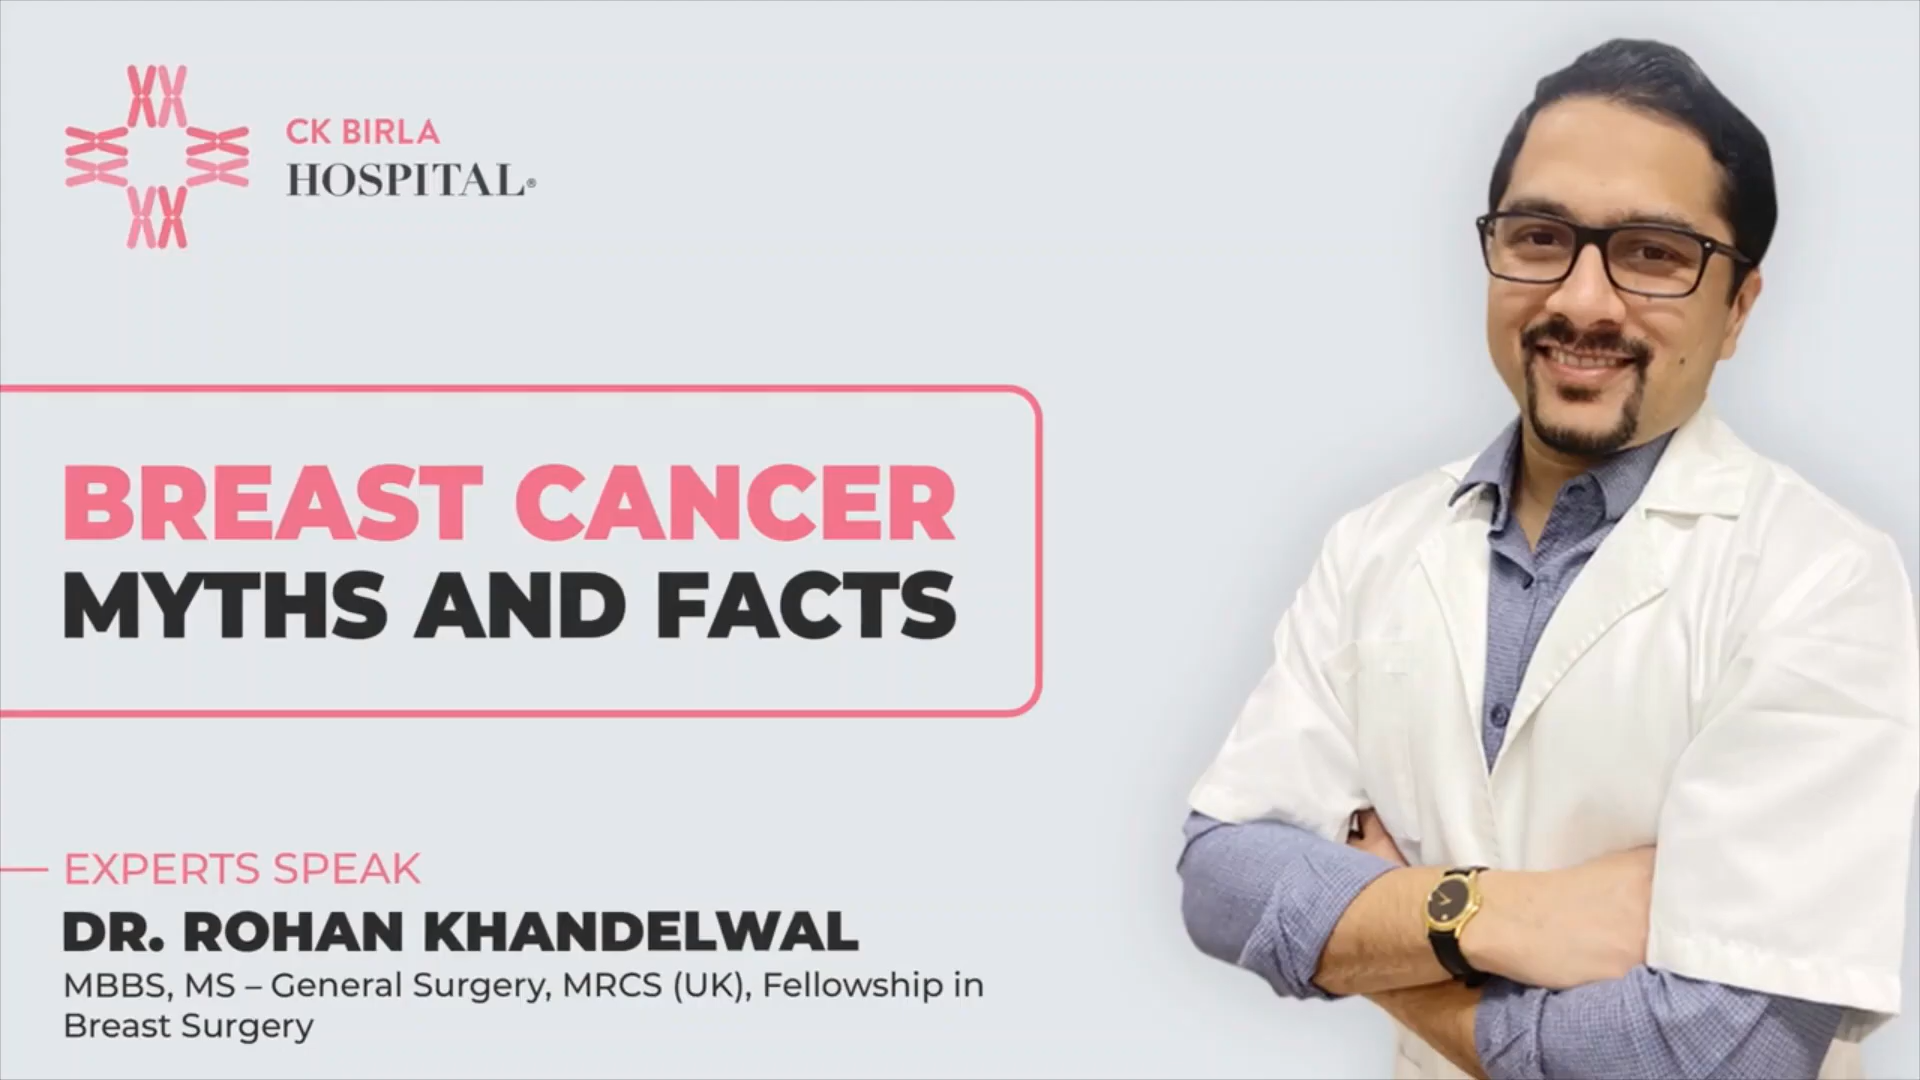 CK BIRLA
HOSPITAL®
BREAST CANCER
MYTHS AND FACTS
EXPERTS SPEAK
DR. ROHAN KHANDELWAL
MBBS, MS – General Surgery, MRCS (UK), Fellowship in
Breast Surgery